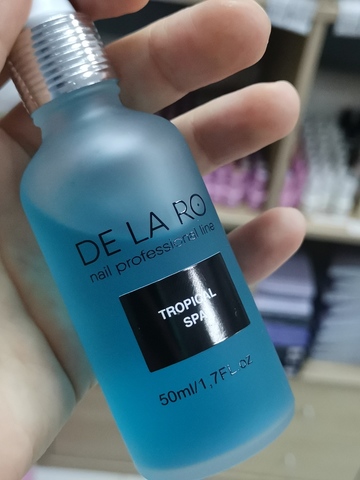 DE LA RO
nail professional line
TROPICAL
SPA
50ml/1,7FL oz